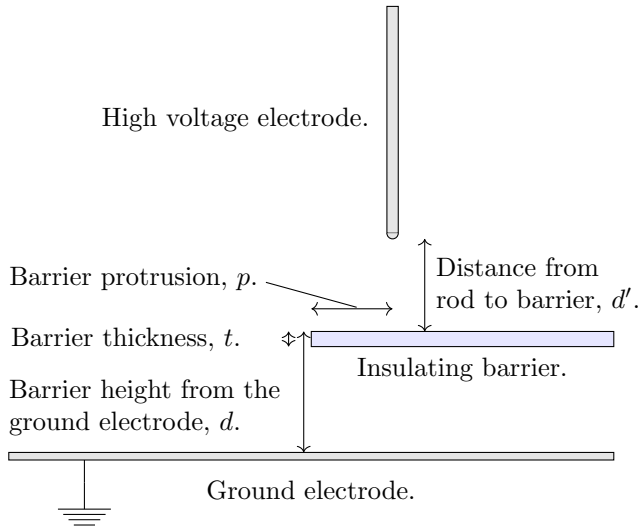 High voltage electrode.
Barrier protrusion, p.
Distance from
rod to barrier, d′.
Barrier thickness, t.
Insulating barrier.
Barrier height from the
ground electrode, d.
Ground electrode.